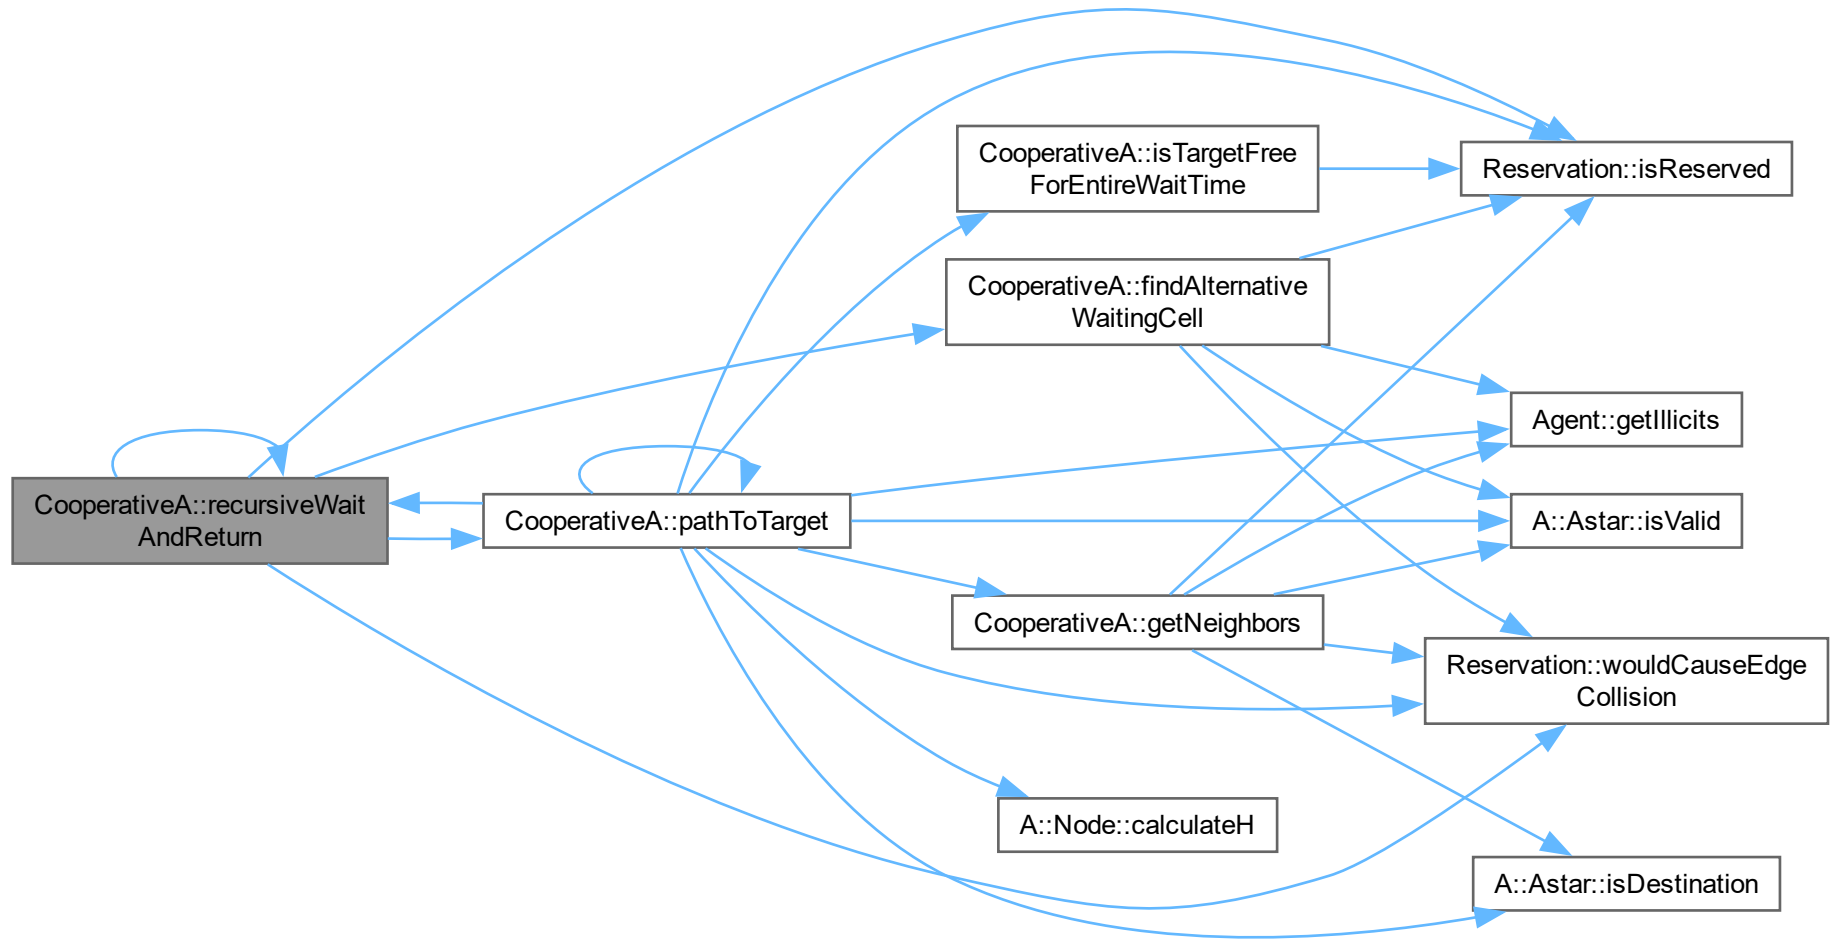 CooperativeA::isTargetFree
ForEntireWaitTime
Reservation::isReserved
CooperativeA::findAlternative
WaitingCell
Agent::getIllicits
CooperativeA::recursiveWait
AndReturn
CooperativeA::pathToTarget
A::Astar::isValid
CooperativeA::getNeighbors
Reservation::wouldCauseEdge
Collision
A::Node::calculateH
A::Astar::isDestination